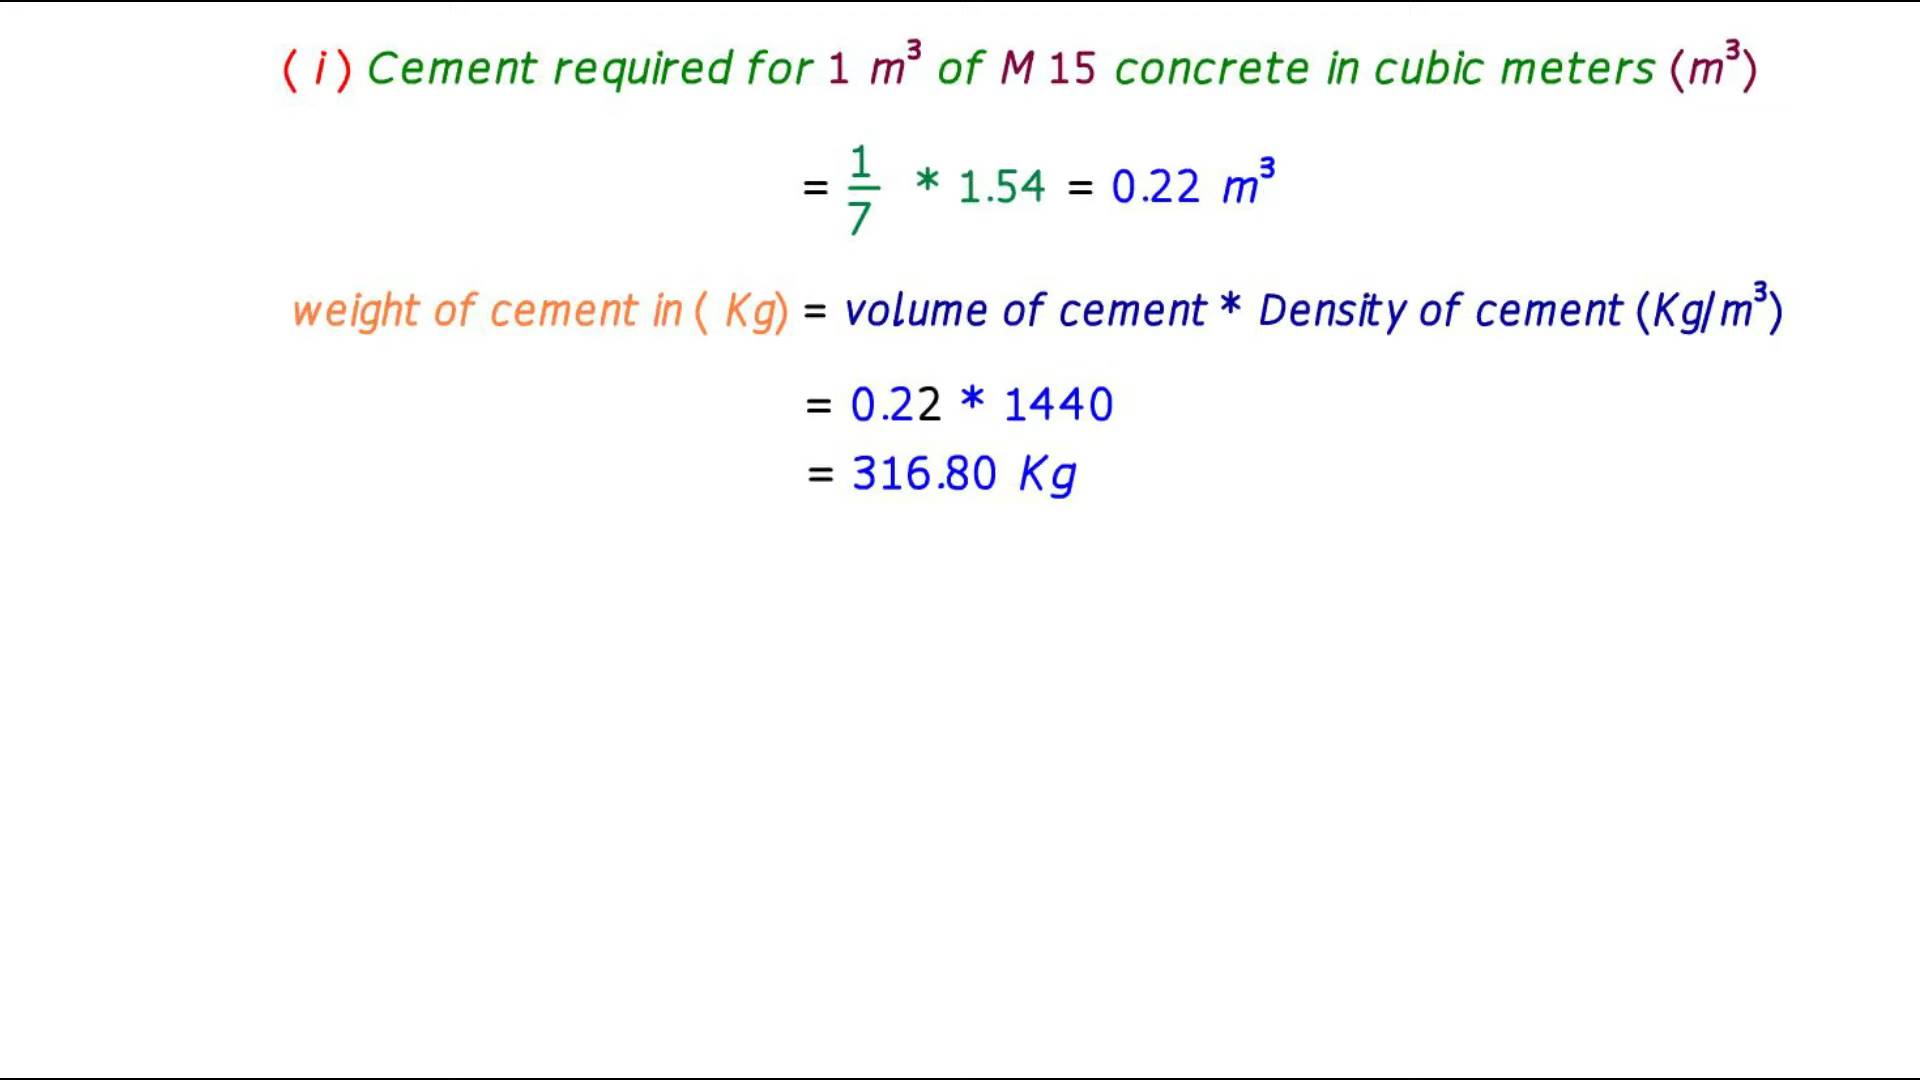 ( i ) Cement required for 1 m³ of M 15 concrete in cubic meters (m³)
= 1/7 * 1.54 = 0.22 m³
weight of cement in ( Kg) = volume of cement * Density of cement (Kg/m³)
= 0.22 * 1440
= 316.80 Kg